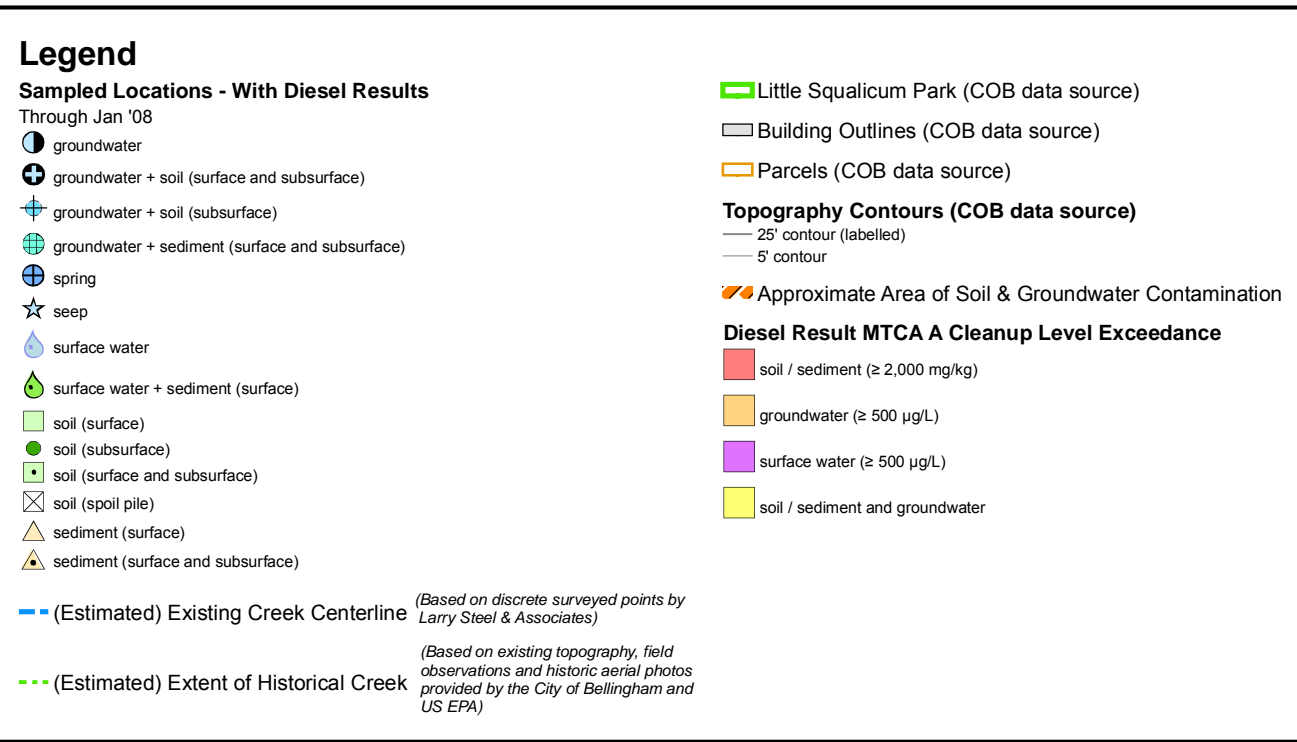 Legend
Sampled Locations - With Diesel Results
Through Jan '08
groundwater
groundwater + soil (surface and subsurface)
groundwater + soil (subsurface)
groundwater + sediment (surface and subsurface)
spring
seep
surface water
surface water + sediment (surface)
soil (surface)
soil (subsurface)
soil (surface and subsurface)
soil (spoil pile)
sediment (surface)
sediment (surface and subsurface)
(Estimated) Existing Creek Centerline
(Based on discrete surveyed points by
Larry Steel & Associates)
(Estimated) Extent of Historical Creek
(Based on existing topography, field
observations and historic aerial photos
provided by the City of Bellingham and
US EPA)
Little Squalicum Park (COB data source)
Building Outlines (COB data source)
Parcels (COB data source)
Topography Contours (COB data source)
25' contour (labelled)
5' contour
Approximate Area of Soil & Groundwater Contamination
Diesel Result MTCA A Cleanup Level Exceedance
soil / sediment (≥ 2,000 mg/kg)
groundwater (≥ 500 µg/L)
surface water (≥ 500 µg/L)
soil / sediment and groundwater